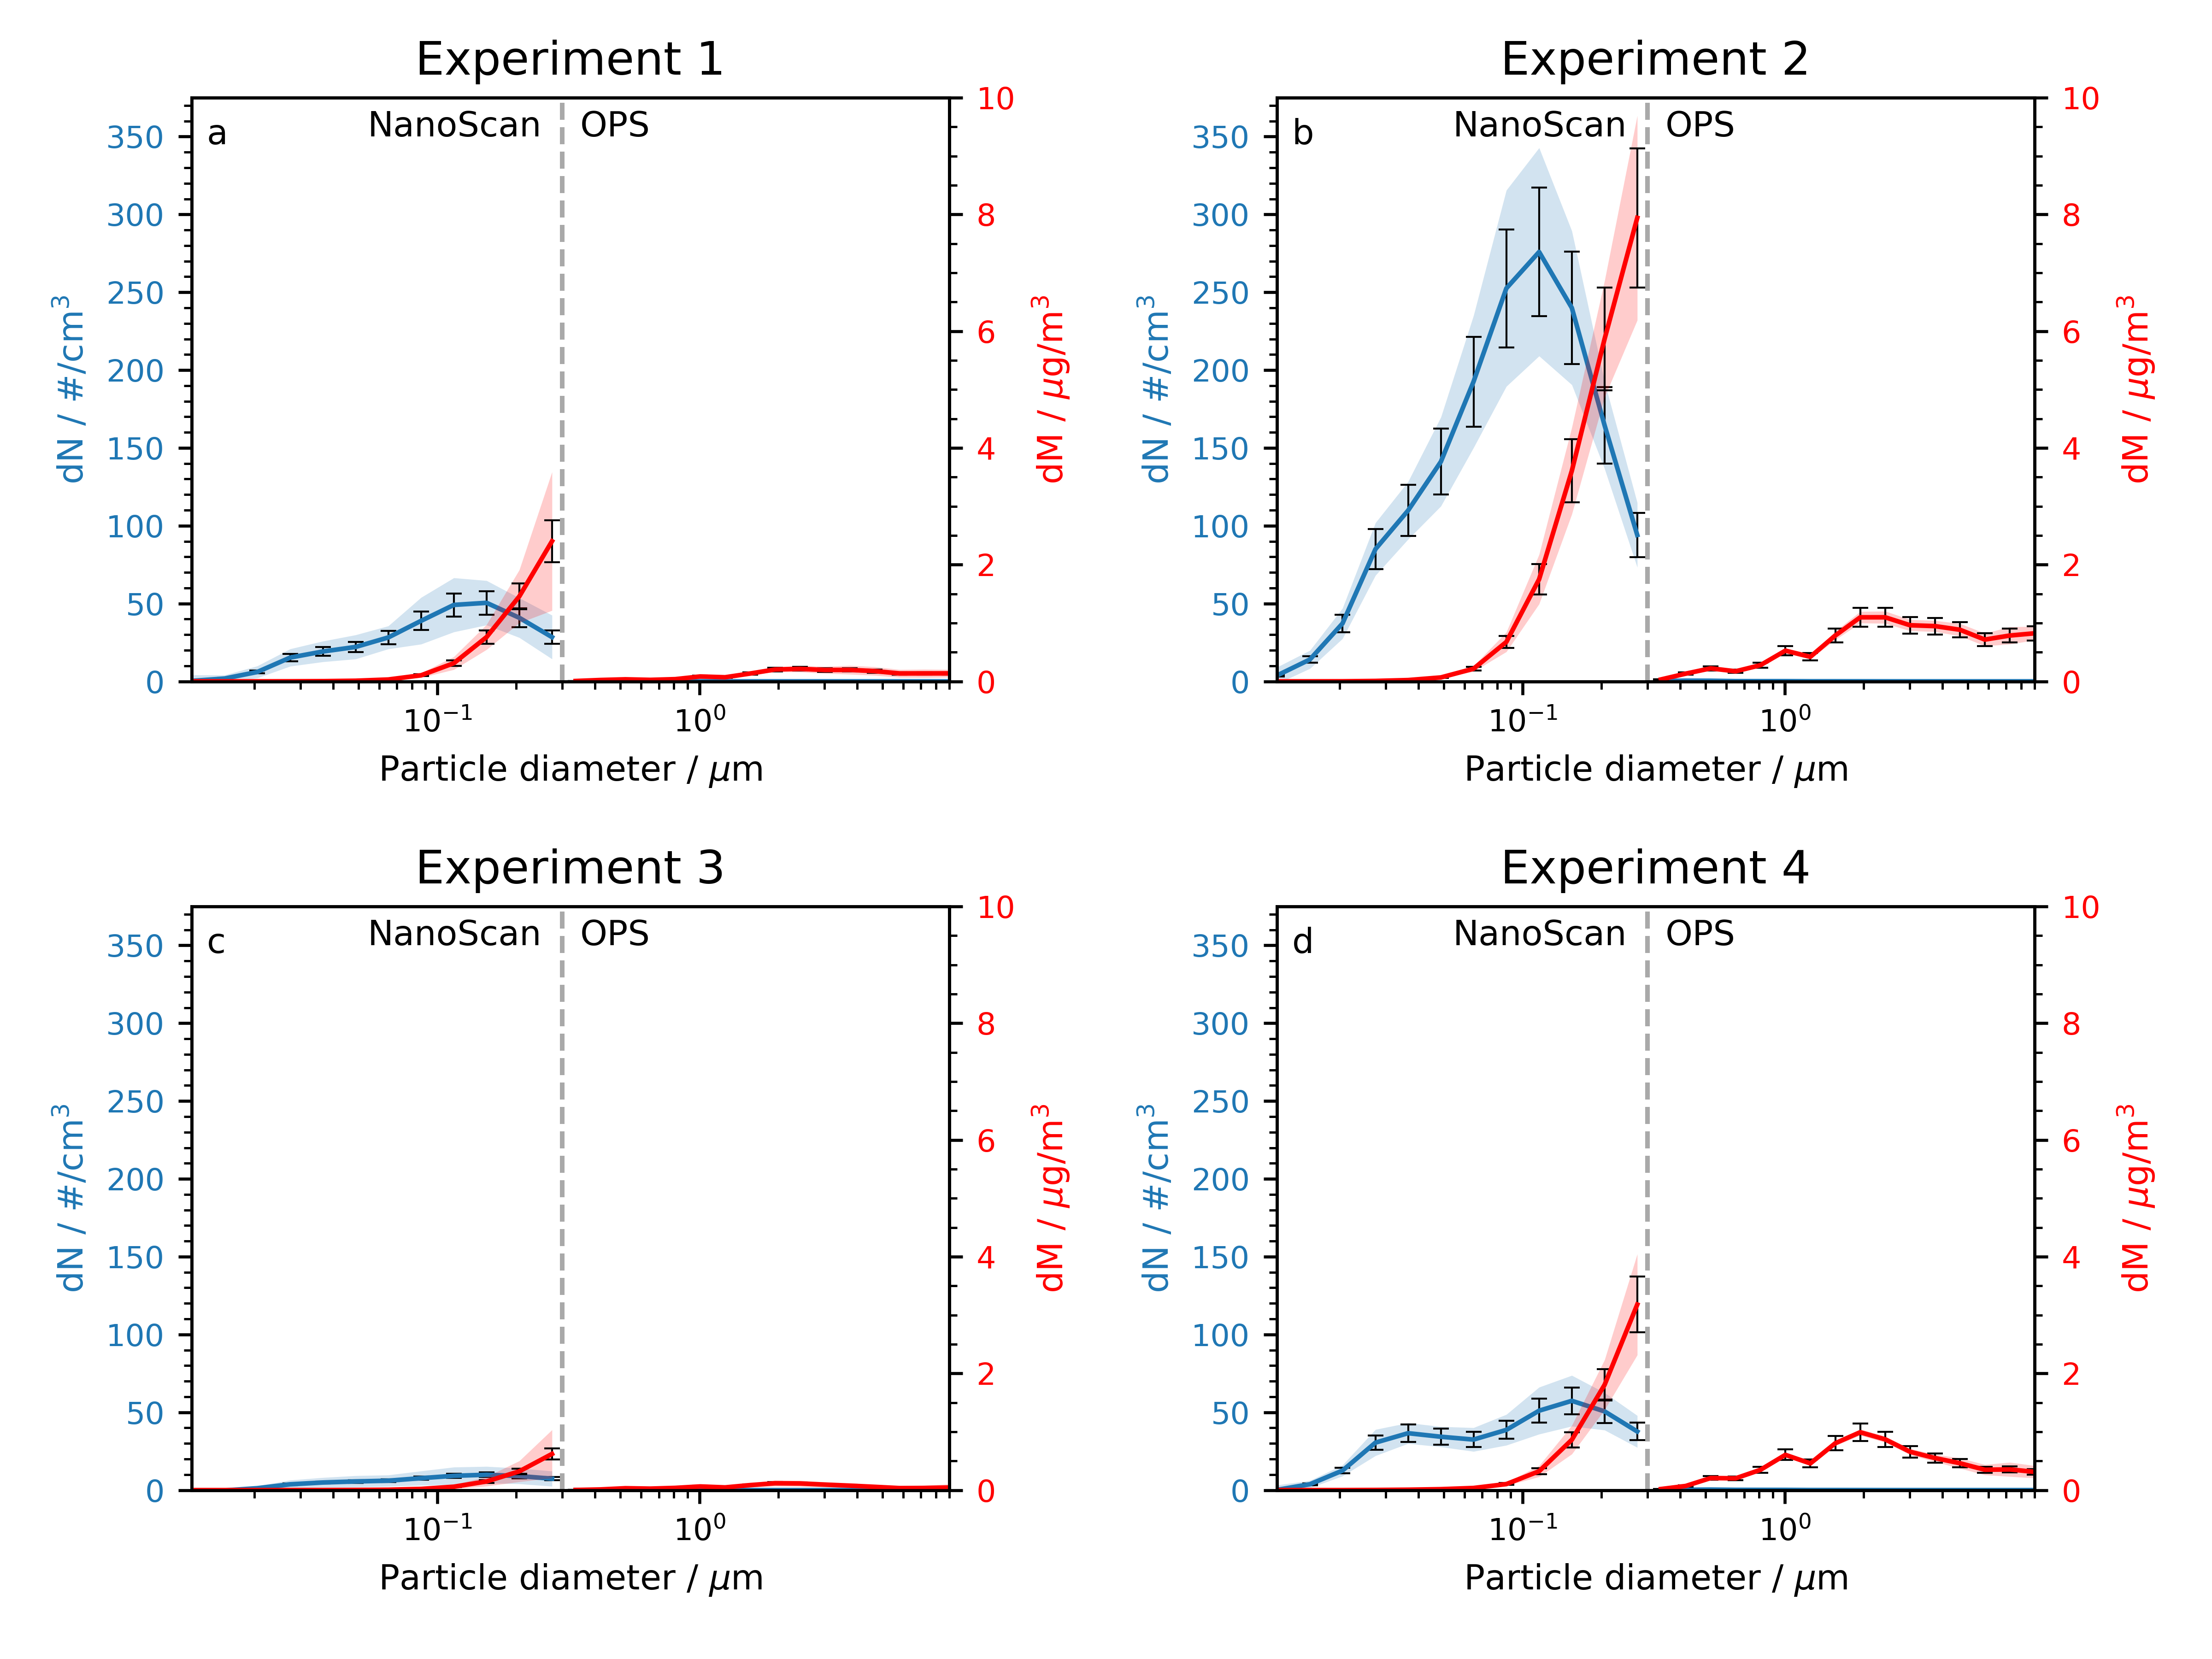 Experiment 1
a
NanoScan
OPS
350
300
250
200
150
100
50
0
dN / #/cm³
10
8
6
4
2
0
dM / µg/m³
10⁻¹
10⁰
Particle diameter / µm
Experiment 2
b
NanoScan
OPS
350
300
250
200
150
100
50
0
dN / #/cm³
10
8
6
4
2
0
dM / µg/m³
10⁻¹
10⁰
Particle diameter / µm
Experiment 3
c
NanoScan
OPS
350
300
250
200
150
100
50
0
dN / #/cm³
10
8
6
4
2
0
dM / µg/m³
10⁻¹
10⁰
Particle diameter / µm
Experiment 4
d
NanoScan
OPS
350
300
250
200
150
100
50
0
dN / #/cm³
10
8
6
4
2
0
dM / µg/m³
10⁻¹
10⁰
Particle diameter / µm